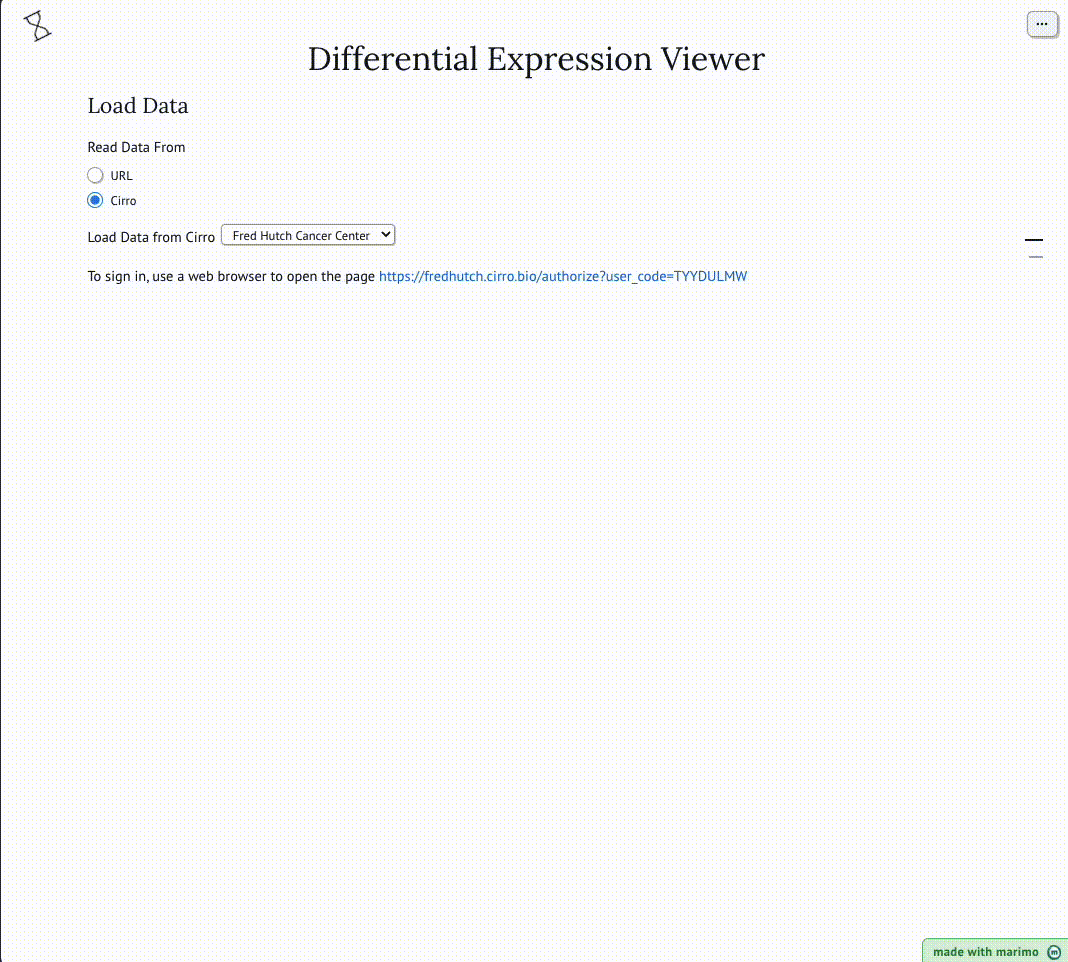 ...
Differential Expression Viewer
Load Data
Read Data From
URL
Cirro
Load Data from Cirro Fred Hutch Cancer Center
To sign in, use a web browser to open the page https://fredhutch.cirro.bio/authorize?user_code=TYYDULMW
made with marimo m